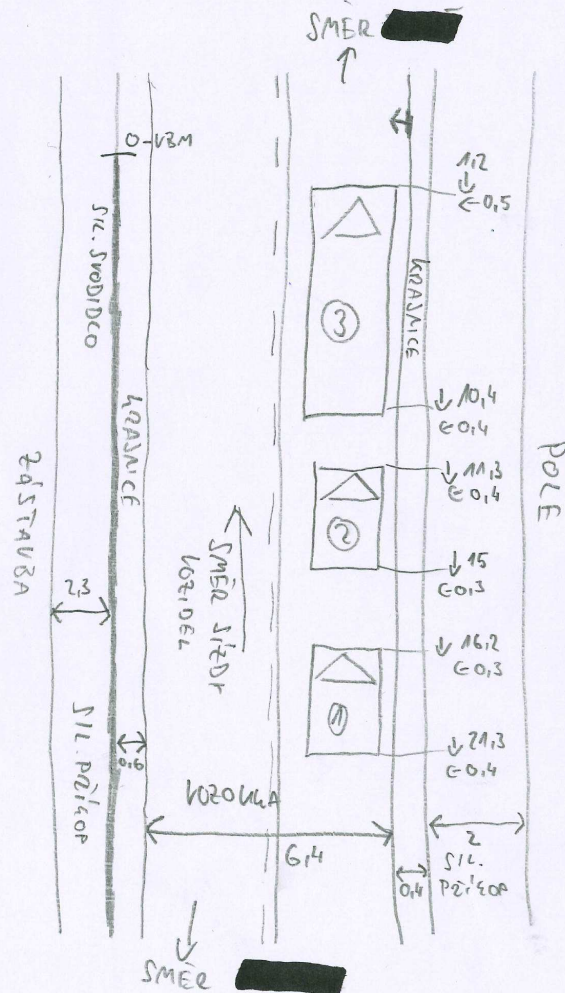 SMĚR
↑
0-VBM
1,2
↓
←0,5
SIL. SVODIDLO
KRAJNICE
3
KRAJNICE
↓ 10,4
←0,4
↓ 11,3
←0,4
2
↓ 15
←0,3
POLE
ZÁSTAVBA
SMĚR JÍZDY
VOZIDEL
2,3
↓ 16,2
←0,3
1
↓ 21,3
←0,4
SIL. PŘÍKOP
0,6
VOZOVKA
6,4
0,4
2
SIL.
PŘÍKOP
↓
SMĚR